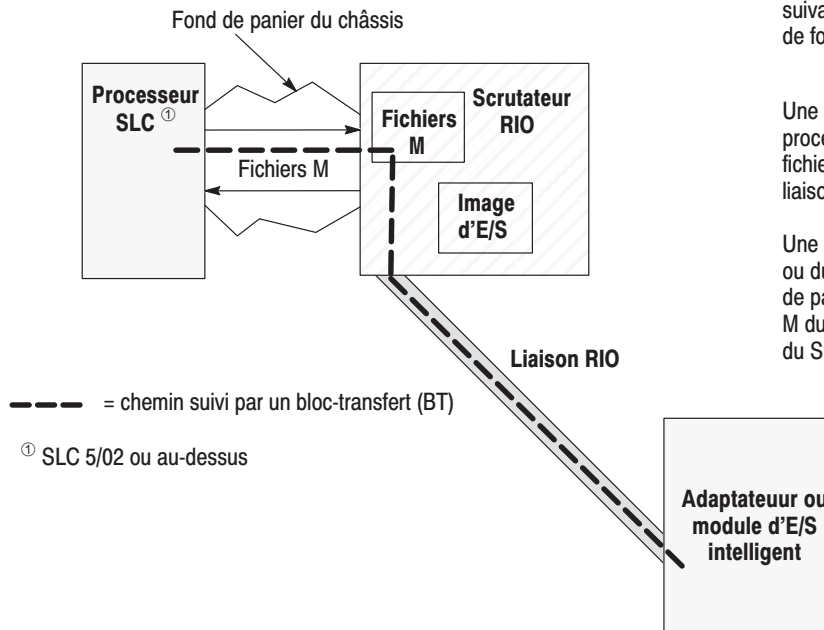 Fond de panier du châssis
Processeur
SLC ①
Fichiers M
Fichiers
M
Scrutateur
RIO
Image
d'E/S
Liaison RIO
= chemin suivi par un bloc-transfert (BT)
① SLC 5/02 ou au-dessus
Adaptateuur ou
module d'E/S
intelligent
de fo
Une
proce
fichie
liaiso
Une
ou du
de pa
M du
du S